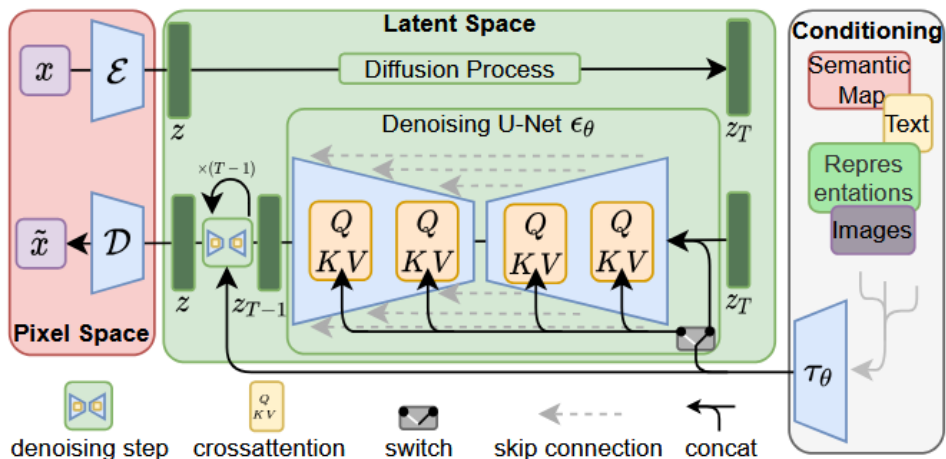 Latent Space
Conditioning
x
ℰ
z
Diffusion Process
z_T
Semantic
Map
Text
Repres
entations
Images
Denoising U-Net ϵ_θ
×(T−1)
x̃
𝒟
z
z_{T−1}
Q
KV
Q
KV
Q
KV
Q
KV
z_T
Pixel Space
τ_θ
Q
KV
denoising step
crossattention
switch
skip connection
concat